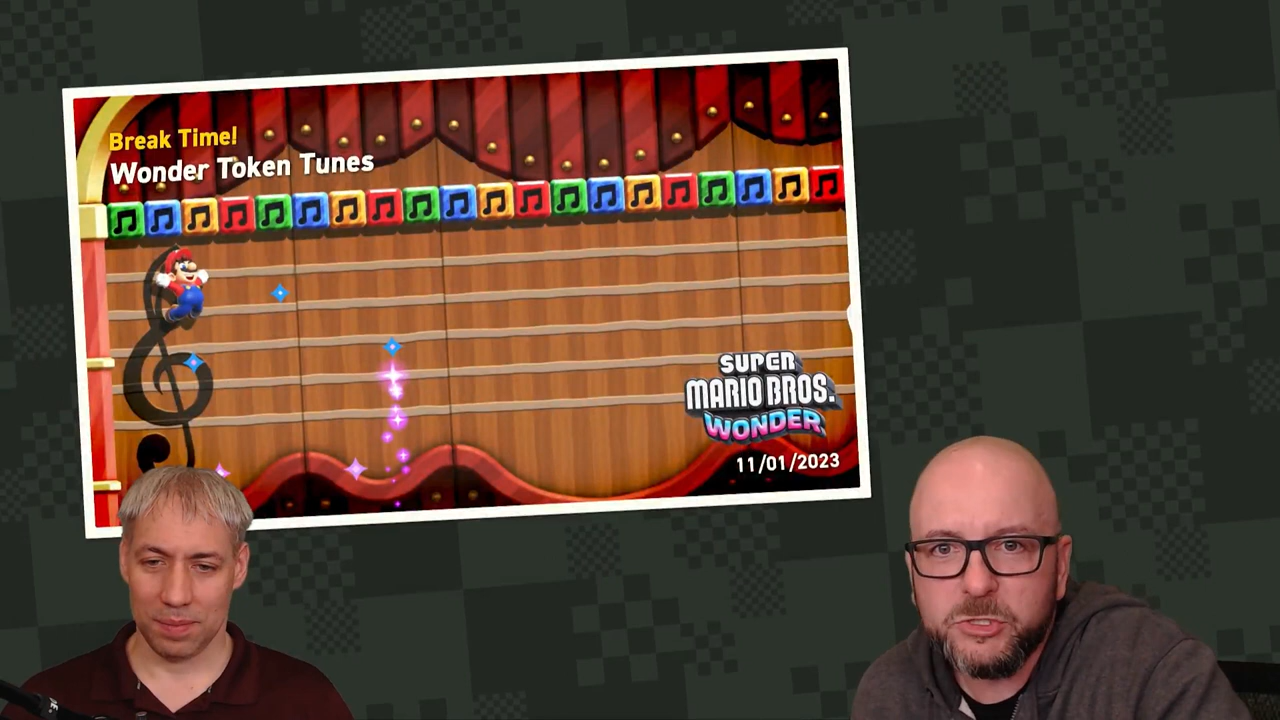 Break Time!
Wonder Token Tunes
SUPER
MARIO BROS.
WONDER
11/01/2023